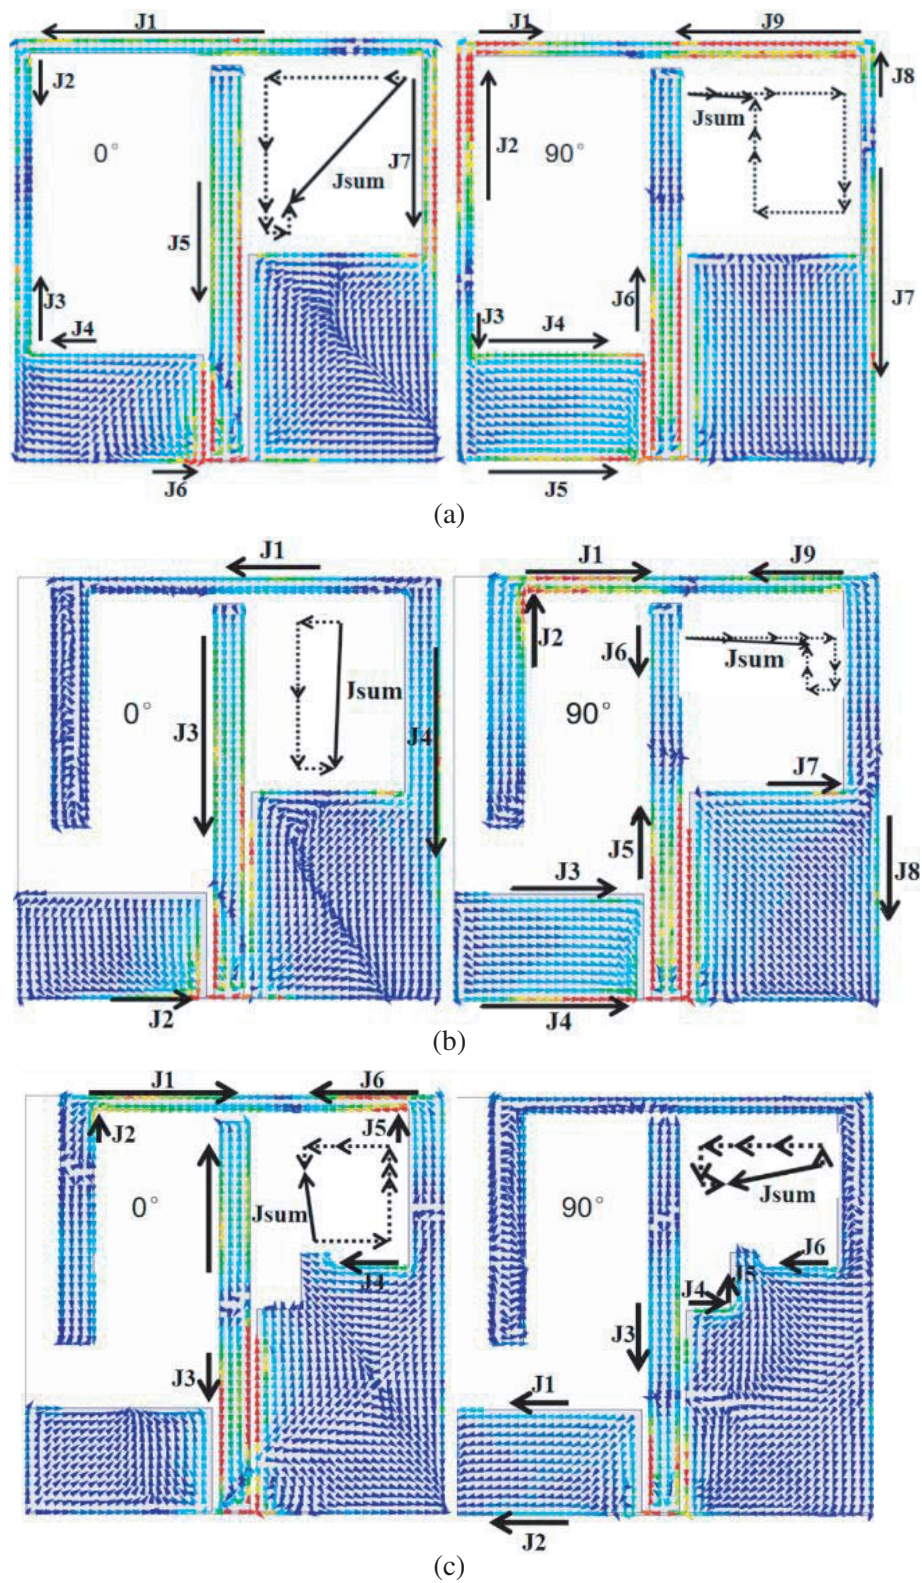 J1 J1 J9
J2 J8
0° J7 J2 90° Jsum
Jsum
J5
J3 J6 J7
J4 J3 J4
J6 J5
(a)
J1 J1 J9
J2 J6
Jsum Jsum
0° 90°
J3 J4 J7
J5
J3 J8
J2 J4
(b)
J1 J6
J2 J5
0° Jsum 90° Jsum
J4 J5 J6
J4
J3 J3
J1
J2
(c)